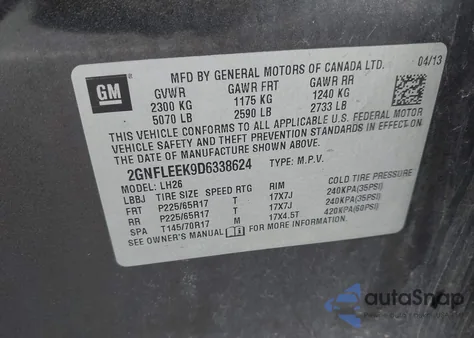 GM
MFD BY GENERAL MOTORS OF CANADA LTD. 04/13
GVWR GAWR FRT GAWR RR
2300 KG 1175 KG 1240 KG
5070 LB 2590 LB 2733 LB
THIS VEHICLE CONFORMS TO ALL APPLICABLE U.S. FEDERAL MOTOR
VEHICLE SAFETY AND THEFT PREVENTION STANDARDS IN EFFECT ON THE
DATE OF MANUFACTURE SHOWN ABOVE.
2GNFLEEK9D6338624 TYPE: M.P.V.
MODEL: LH26
LBBJ TIRE SIZE SPEED RTG RIM COLD TIRE PRESSURE
FRT P225/65R17 T 17X7J 240KPA(35PSI)
RR P225/65R17 T 17X7J 240KPA(35PSI)
SPA T145/70R17 M 17X4.5T 420KPA(60PSI)
SEE OWNER'S MANUAL FOR MORE INFORMATION
autoSnap